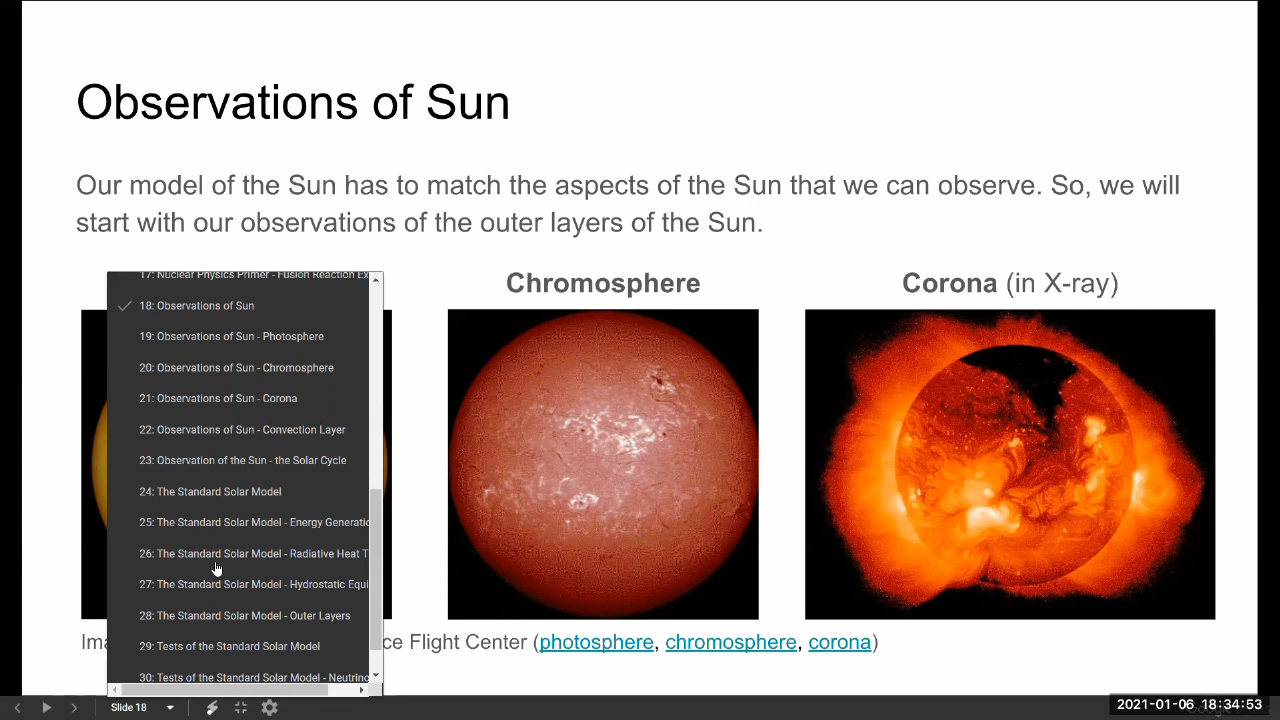 Observations of Sun
Our model of the Sun has to match the aspects of the Sun that we can observe. So, we will
start with our observations of the outer layers of the Sun.
Chromosphere
Corona (in X-ray)
17: Nuclear Physics Primer - Fusion Reaction Ex
18: Observations of Sun
19: Observations of Sun - Photosphere
20: Observations of Sun - Chromosphere
21: Observations of Sun - Corona
22: Observations of Sun - Convection Layer
23: Observation of the Sun - the Solar Cycle
24: The Standard Solar Model
25: The Standard Solar Model - Energy Generatio
26: The Standard Solar Model - Radiative Heat T
27: The Standard Solar Model - Hydrostatic Equi
28: The Standard Solar Model - Outer Layers
29: Tests of the Standard Solar Model
30: Tests of the Standard Solar Model - Neutrino
Ima ce Flight Center (photosphere, chromosphere, corona)
Slide 18
2021-01-06 18:34:53